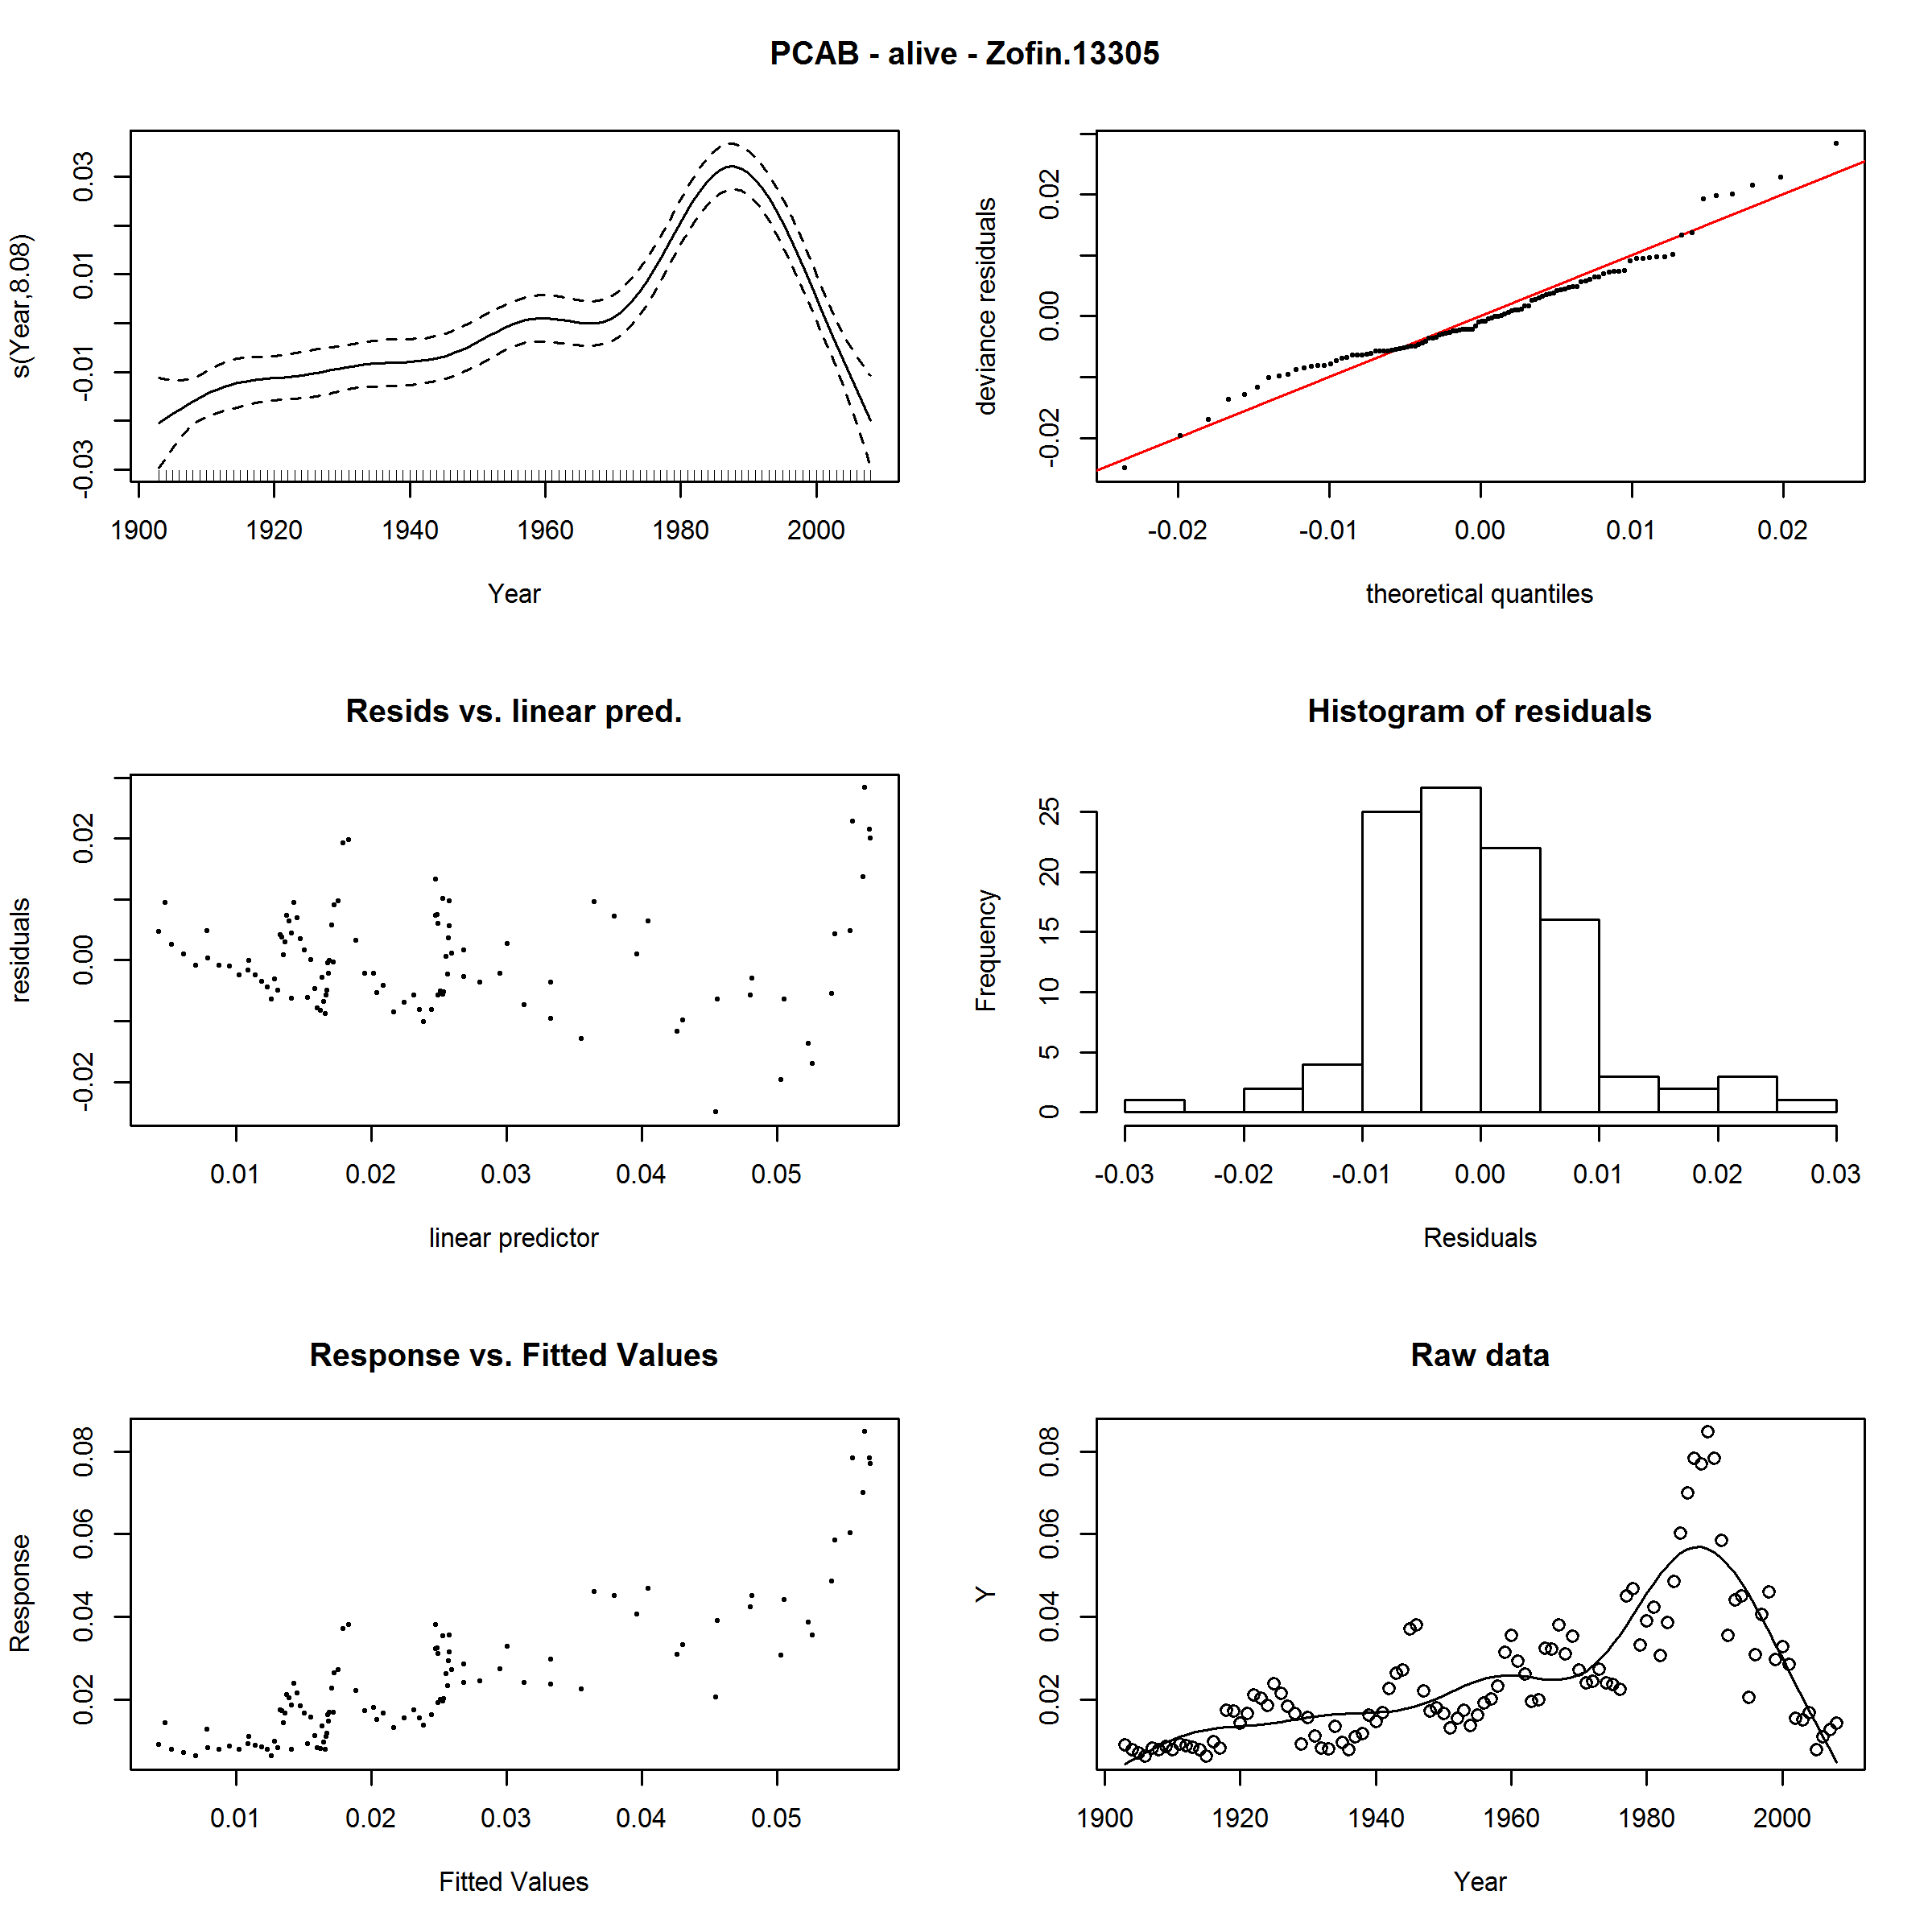 PCAB - alive - Zofin.13305
s(Year,8.08)
-0.03 -0.01 0.01 0.03
1900 1920 1940 1960 1980 2000
Year
deviance residuals
-0.02 0.00 0.02
-0.02 -0.01 0.00 0.01 0.02
theoretical quantiles
Resids vs. linear pred.
residuals
-0.02 0.00 0.02
0.01 0.02 0.03 0.04 0.05
linear predictor
Histogram of residuals
Frequency
0 5 10 15 20 25
-0.03 -0.02 -0.01 0.00 0.01 0.02 0.03
Residuals
Response vs. Fitted Values
Response
0.02 0.04 0.06 0.08
0.01 0.02 0.03 0.04 0.05
Fitted Values
Raw data
Y
0.02 0.04 0.06 0.08
1900 1920 1940 1960 1980 2000
Year